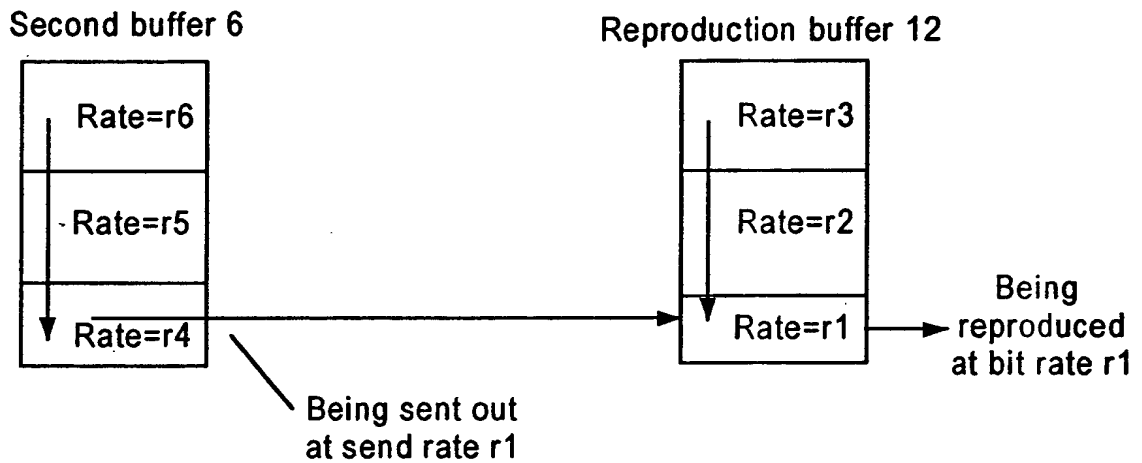 Second buffer 6
Reproduction buffer 12
Rate=r6
Rate=r5
Rate=r4
Rate=r3
Rate=r2
Rate=r1
Being
reproduced
at bit rate r1
Being sent out
at send rate r1